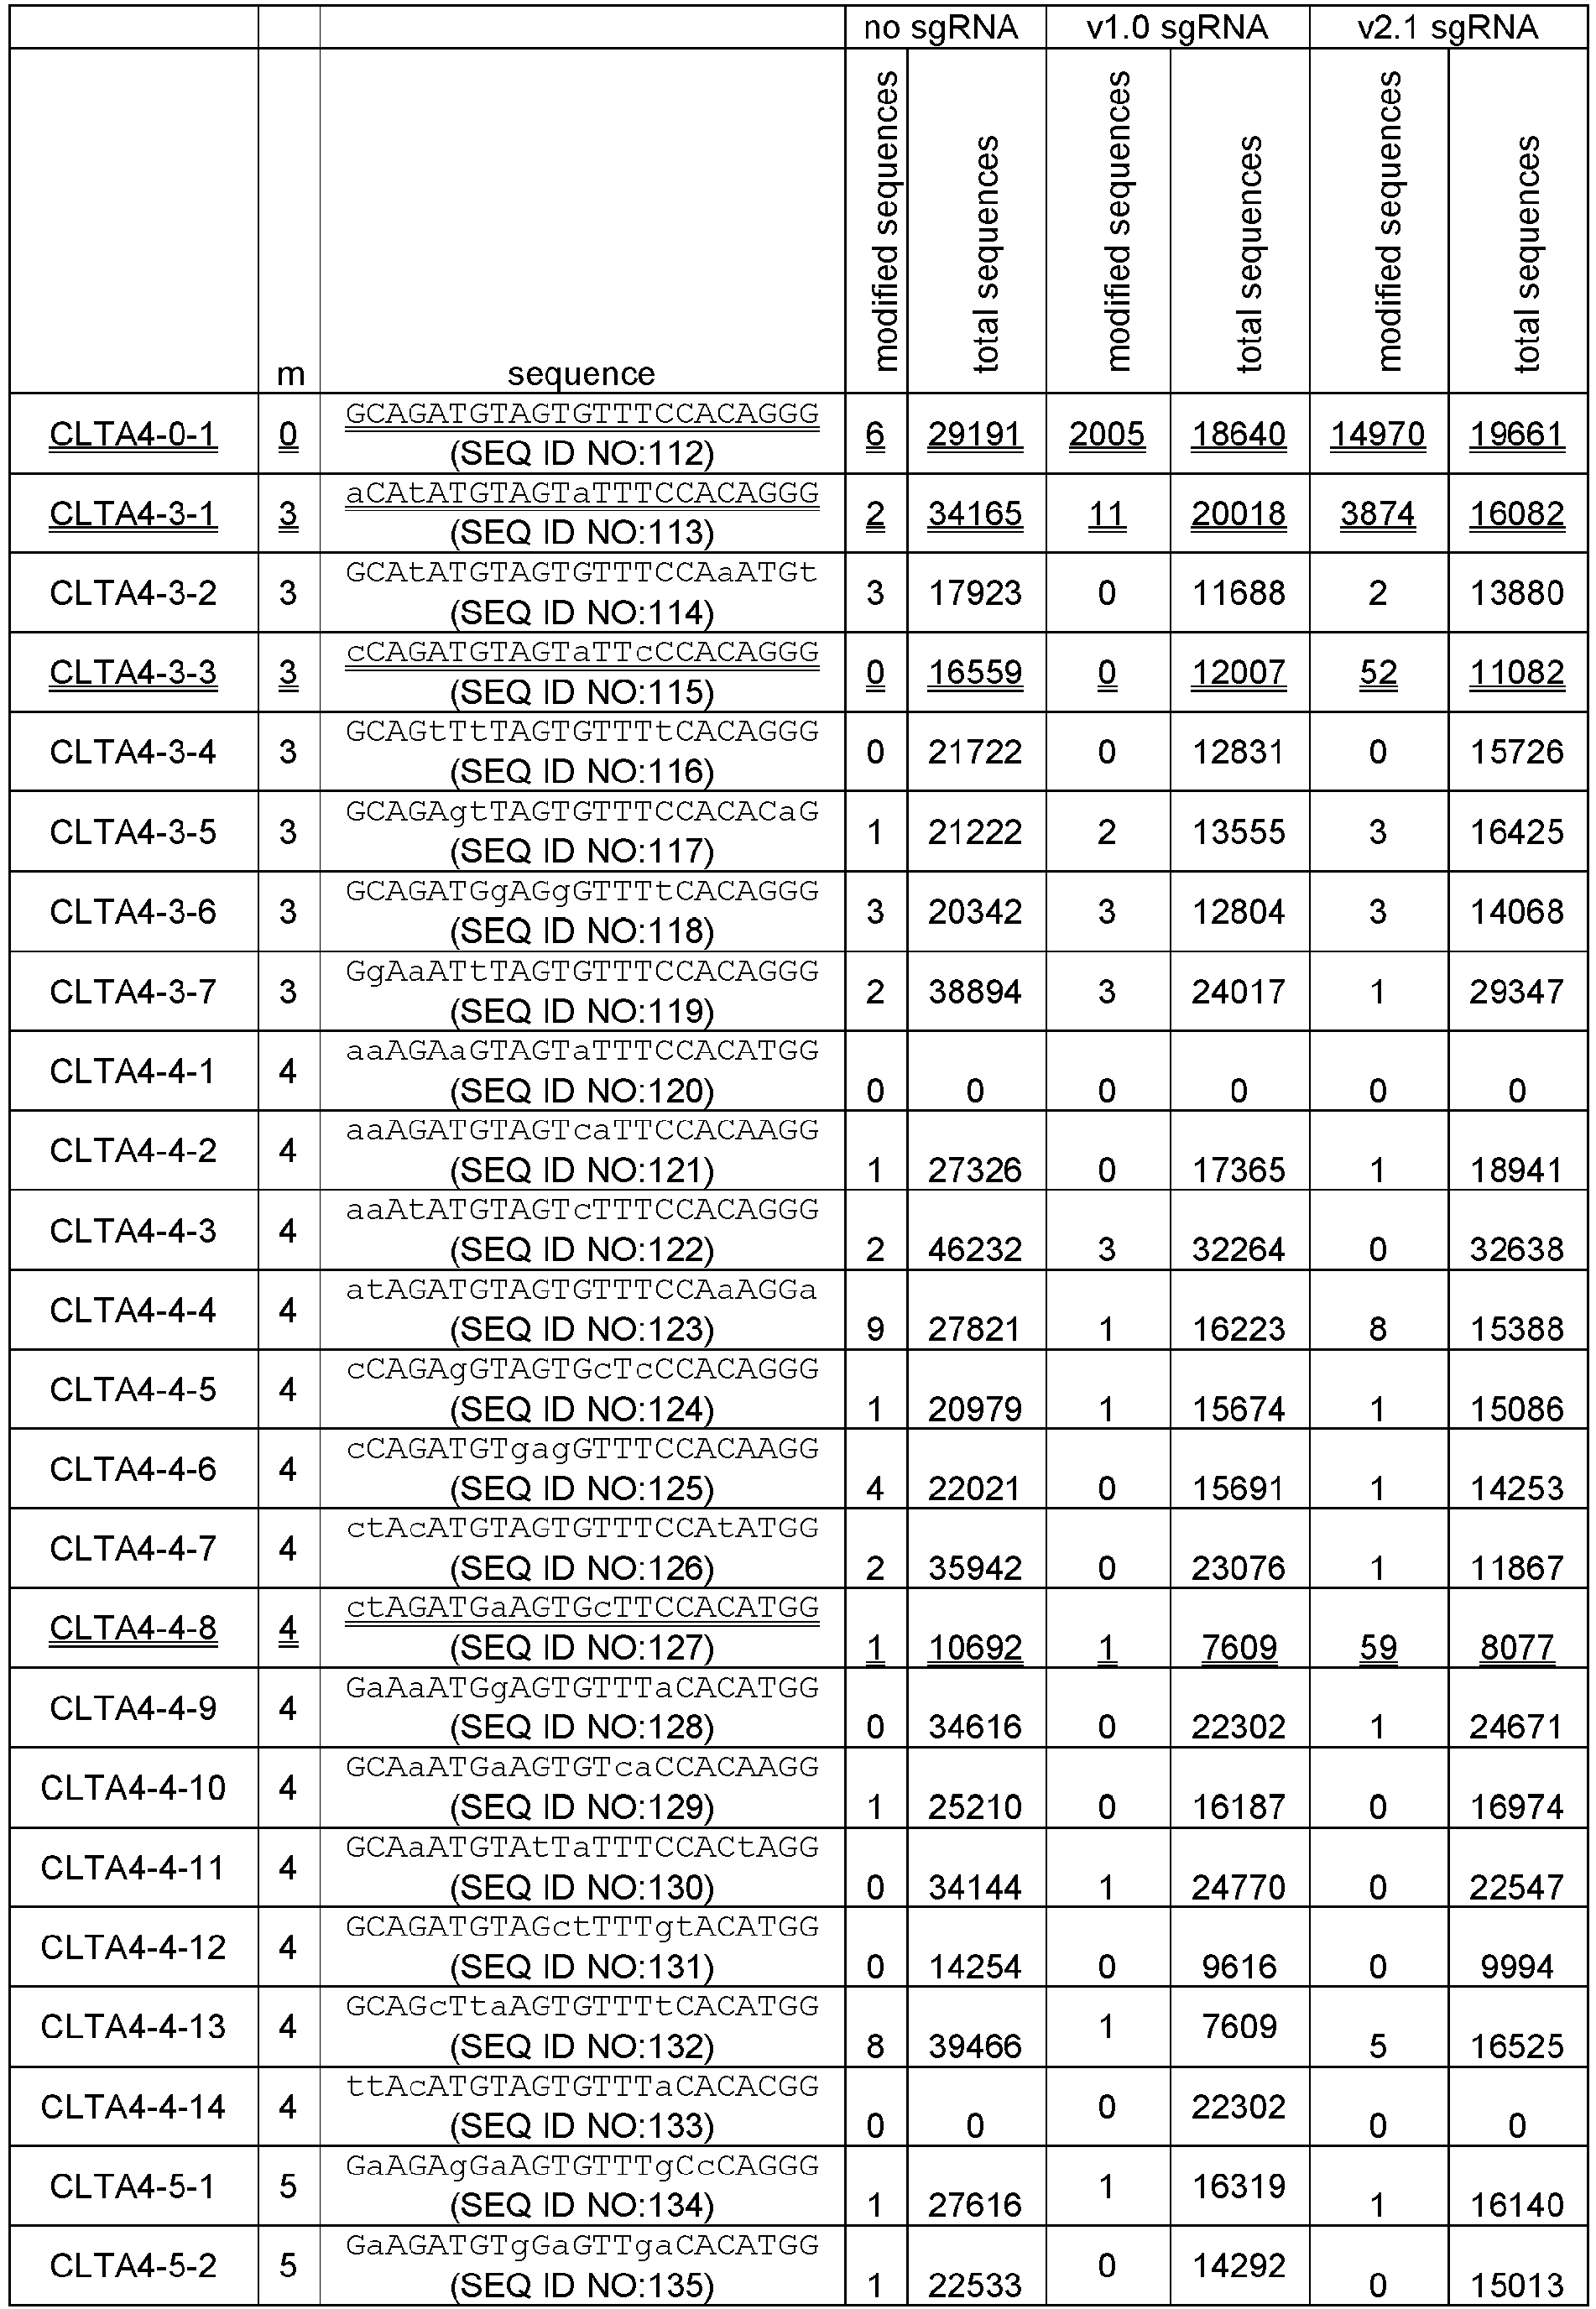 no sgRNA v1.0 sgRNA v2.1 sgRNA
m sequence modified sequences total sequences modified sequences total sequences modified sequences total sequences
CLTA4-0-1 0 GCAGATGTAGTGTTTCCACAGGG (SEQ ID NO:112) 6 29191 2005 18640 14970 19661
CLTA4-3-1 3 aCAtATGTAGTaTTTCCACAGGG (SEQ ID NO:113) 2 34165 11 20018 3874 16082
CLTA4-3-2 3 GCAtATGTAGTGTTTCCAaATGt (SEQ ID NO:114) 3 17923 0 11688 2 13880
CLTA4-3-3 3 cCAGATGTAGTaTTcCCACAGGG (SEQ ID NO:115) 0 16559 0 12007 52 11082
CLTA4-3-4 3 GCAGtTtTAGTGTTTtCACAGGG (SEQ ID NO:116) 0 21722 0 12831 0 15726
CLTA4-3-5 3 GCAGAgtTAGTGTTTCCACACaG (SEQ ID NO:117) 1 21222 2 13555 3 16425
CLTA4-3-6 3 GCAGATGgAGgGTTTtCACAGGG (SEQ ID NO:118) 3 20342 3 12804 3 14068
CLTA4-3-7 3 GgAaATtTAGTGTTTCCACAGGG (SEQ ID NO:119) 2 38894 3 24017 1 29347
CLTA4-4-1 4 aaAGAaGTAGTaTTTCCACATGG (SEQ ID NO:120) 0 0 0 0 0 0
CLTA4-4-2 4 aaAGATGTAGTcaTTCCACAAGG (SEQ ID NO:121) 1 27326 0 17365 1 18941
CLTA4-4-3 4 aaAtATGTAGTcTTTCCACAGGG (SEQ ID NO:122) 2 46232 3 32264 0 32638
CLTA4-4-4 4 atAGATGTAGTGTTTCCAaAGGa (SEQ ID NO:123) 9 27821 1 16223 8 15388
CLTA4-4-5 4 cCAGAgGTAGTGcTcCCACAGGG (SEQ ID NO:124) 1 20979 1 15674 1 15086
CLTA4-4-6 4 cCAGATGTgagGTTTCCACAAGG (SEQ ID NO:125) 4 22021 0 15691 1 14253
CLTA4-4-7 4 ctAcATGTAGTGTTTCCAtATGG (SEQ ID NO:126) 2 35942 0 23076 1 11867
CLTA4-4-8 4 ctAGATGaAGTGcTTCCACATGG (SEQ ID NO:127) 1 10692 1 7609 59 8077
CLTA4-4-9 4 GaAaATGgAGTGTTTaCACATGG (SEQ ID NO:128) 0 34616 0 22302 1 24671
CLTA4-4-10 4 GCAaATGaAGTGTcaCCACAAGG (SEQ ID NO:129) 1 25210 0 16187 0 16974
CLTA4-4-11 4 GCAaATGTAtTaTTTCCACtAGG (SEQ ID NO:130) 0 34144 1 24770 0 22547
CLTA4-4-12 4 GCAGATGTAGCctTTTgtACATGG (SEQ ID NO:131) 0 14254 0 9616 0 9994
CLTA4-4-13 4 GCAGcTtaAGTGTTTtCACATGG (SEQ ID NO:132) 8 39466 1 7609 5 16525
CLTA4-4-14 4 ttAcATGTAGTGTTTaCACACGG (SEQ ID NO:133) 0 0 0 22302 0 0
CLTA4-5-1 5 GaAGAgGaAGTGTTTgCcCAGGG (SEQ ID NO:134) 1 27616 1 16319 1 16140
CLTA4-5-2 5 GaAGATGTgGaGTTgaCACATGG (SEQ ID NO:135) 1 22533 0 14292 0 15013